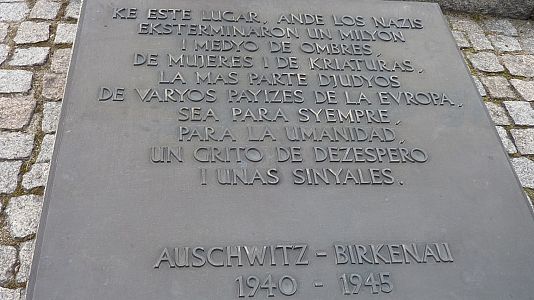 KE ESTE LUGAR, ANDE LOS NAZIS
EKSTERMINARON UN MILYON
I MEDYO DE OMBRES,
DE MUJERES I DE KRIATURAS,
LA MAS PARTE DJUDYOS
DE VARYOS PAYIZES DE LA EVROPA,
SEA PARA SYEMPRE,
PARA LA UMANIDAD,
UN GRITO DE DEZESPERO
I UNAS SINYALES.
AUSCHWITZ - BIRKENAU
1940 - 1945